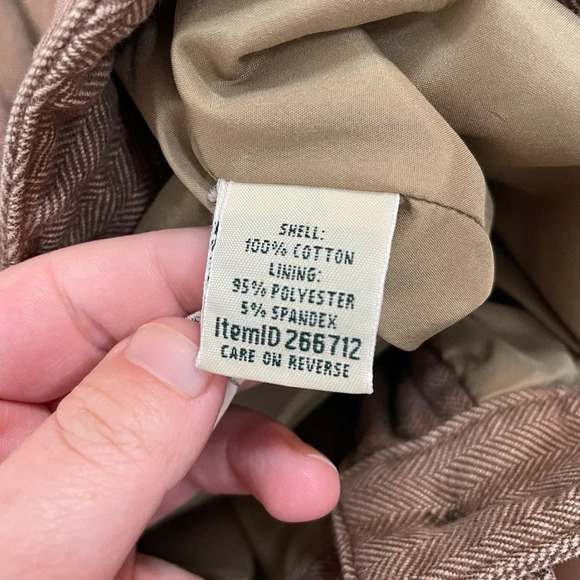 SHELL:
100% COTTON
LINING:
95% POLYESTER
5% SPANDEX
ItemID 266712
CARE ON REVERSE